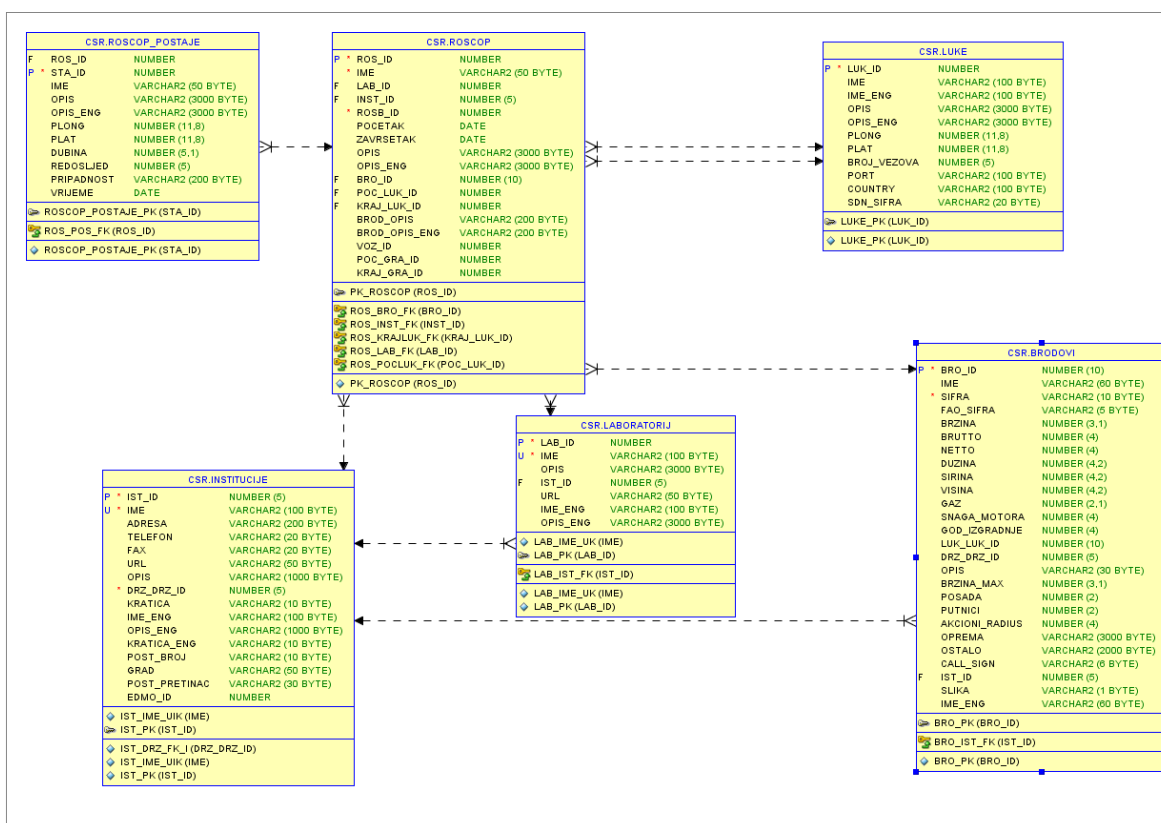 CSR.ROSCOP_POSTAJE
F ROS_ID NUMBER
P * STA_ID NUMBER
IME VARCHAR2 (50 BYTE)
OPIS VARCHAR2 (3000 BYTE)
OPIS_ENG VARCHAR2 (3000 BYTE)
PLONG NUMBER (11,8)
PLAT NUMBER (11,8)
DUBINA NUMBER (5,1)
REDOSLJED NUMBER (5)
PRIPADNOST VARCHAR2 (200 BYTE)
VRIJEME DATE
ROSCOP_POSTAJE_PK (STA_ID)
ROS_POS_FK (ROS_ID)
ROSCOP_POSTAJE_PK (STA_ID)
CSR.ROSCOP
P * ROS_ID NUMBER
* IME VARCHAR2 (50 BYTE)
F LAB_ID NUMBER
F INST_ID NUMBER (5)
* ROSB_ID NUMBER
POCETAK DATE
ZAVRSETAK DATE
OPIS VARCHAR2 (3000 BYTE)
OPIS_ENG VARCHAR2 (3000 BYTE)
F BRO_ID NUMBER (10)
F POC_LUK_ID NUMBER
F KRAJ_LUK_ID NUMBER
BROD_OPIS VARCHAR2 (200 BYTE)
BROD_OPIS_ENG VARCHAR2 (200 BYTE)
VOZ_ID NUMBER
POC_GRA_ID NUMBER
KRAJ_GRA_ID NUMBER
PK_ROSCOP (ROS_ID)
ROS_BRO_FK (BRO_ID)
ROS_INST_FK (INST_ID)
ROS_KRAJLUK_FK (KRAJ_LUK_ID)
ROS_LAB_FK (LAB_ID)
ROS_POCLUK_FK (POC_LUK_ID)
PK_ROSCOP (ROS_ID)
CSR.LUKE
P * LUK_ID NUMBER
IME VARCHAR2 (100 BYTE)
IME_ENG VARCHAR2 (100 BYTE)
OPIS VARCHAR2 (3000 BYTE)
OPIS_ENG VARCHAR2 (3000 BYTE)
PLONG NUMBER (11,8)
PLAT NUMBER (11,8)
BROJ_VEZOVA NUMBER (5)
PORT VARCHAR2 (100 BYTE)
COUNTRY VARCHAR2 (100 BYTE)
SDN_SIFRA VARCHAR2 (20 BYTE)
LUKE_PK (LUK_ID)
LUKE_PK (LUK_ID)
CSR.BRODOVI
P * BRO_ID NUMBER (10)
IME VARCHAR2 (60 BYTE)
* SIFRA VARCHAR2 (10 BYTE)
FAO_SIFRA VARCHAR2 (5 BYTE)
BRZINA NUMBER (3,1)
BRUTTO NUMBER (4)
NETTO NUMBER (4)
DUZINA NUMBER (4,2)
SIRINA NUMBER (4,2)
VISINA NUMBER (4,2)
GAZ NUMBER (2,1)
SNAGA_MOTORA NUMBER (4)
GOD_IZGRADNJE NUMBER (4)
LUK_LUK_ID NUMBER (10)
DRZ_DRZ_ID NUMBER (5)
OPIS VARCHAR2 (30 BYTE)
BRZINA_MAX NUMBER (3,1)
POSADA NUMBER (2)
PUTNICI NUMBER (2)
AKCIONI_RADIUS NUMBER (4)
OPREMA VARCHAR2 (3000 BYTE)
OSTALO VARCHAR2 (2000 BYTE)
CALL_SIGN VARCHAR2 (6 BYTE)
F IST_ID NUMBER (5)
SLIKA VARCHAR2 (1 BYTE)
IME_ENG VARCHAR2 (60 BYTE)
BRO_PK (BRO_ID)
BRO_IST_FK (IST_ID)
BRO_PK (BRO_ID)
CSR.LABORATORIJ
P * LAB_ID NUMBER
U * IME VARCHAR2 (100 BYTE)
OPIS VARCHAR2 (3000 BYTE)
F IST_ID NUMBER (5)
URL VARCHAR2 (50 BYTE)
IME_ENG VARCHAR2 (100 BYTE)
OPIS_ENG VARCHAR2 (3000 BYTE)
LAB_IME_UK (IME)
LAB_PK (LAB_ID)
LAB_IST_FK (IST_ID)
LAB_IME_UK (IME)
LAB_PK (LAB_ID)
CSR.INSTITUCIJE
P * IST_ID NUMBER (5)
U * IME VARCHAR2 (100 BYTE)
ADRESA VARCHAR2 (200 BYTE)
TELEFON VARCHAR2 (20 BYTE)
FAX VARCHAR2 (20 BYTE)
URL VARCHAR2 (50 BYTE)
OPIS VARCHAR2 (1000 BYTE)
* DRZ_DRZ_ID NUMBER (5)
KRATICA VARCHAR2 (10 BYTE)
IME_ENG VARCHAR2 (100 BYTE)
OPIS_ENG VARCHAR2 (1000 BYTE)
KRATICA_ENG VARCHAR2 (10 BYTE)
POST_BROJ VARCHAR2 (10 BYTE)
GRAD VARCHAR2 (50 BYTE)
POST_PRETINAC VARCHAR2 (30 BYTE)
EDMO_ID NUMBER
IST_IME_UIK (IME)
IST_PK (IST_ID)
IST_DRZ_FK_I (DRZ_DRZ_ID)
IST_IME_UIK (IME)
IST_PK (IST_ID)